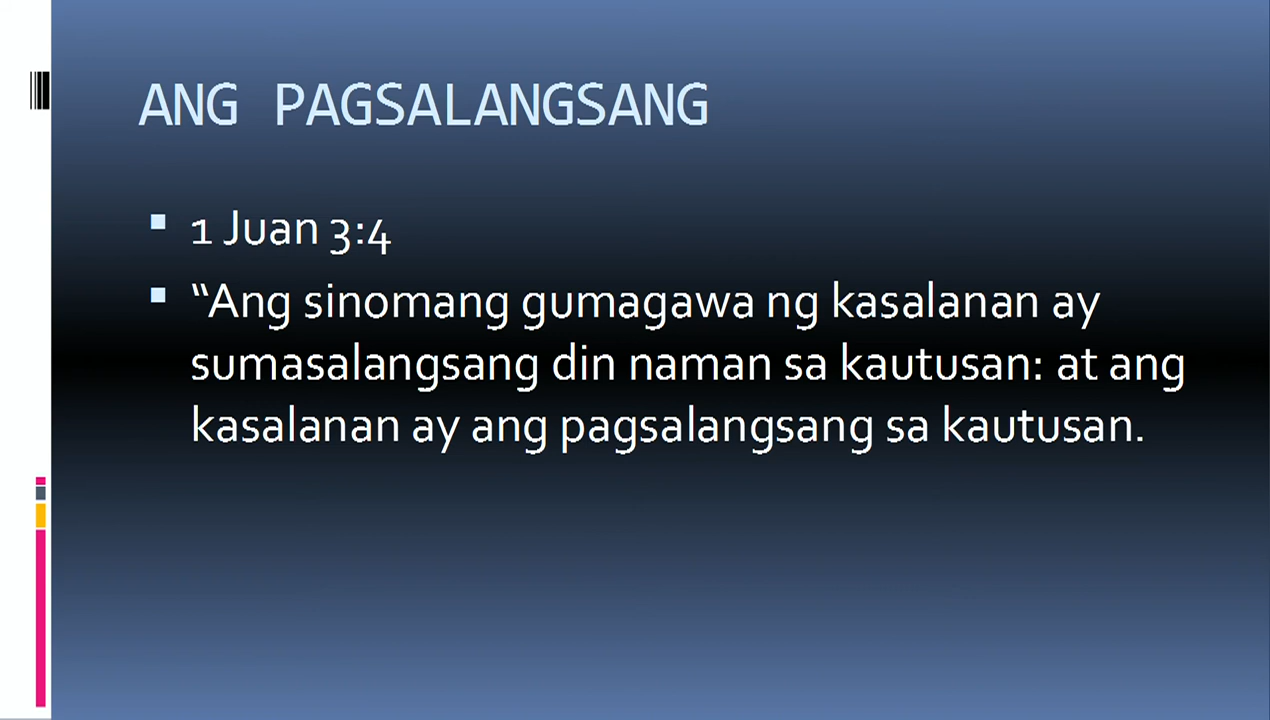 ANG PAGSALANGSANG
1 Juan 3:4
“Ang sinomang gumagawa ng kasalanan ay
sumasalangsang din naman sa kautusan: at ang
kasalanan ay ang pagsalangsang sa kautusan.